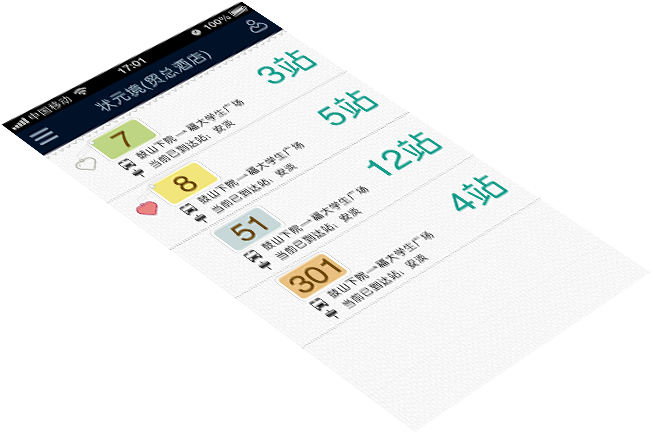 中国移动 17:01 100%
状元境(贸总酒店)
7 3站
鼓山下院→福大学生广场
当前已到达站：安淡
8 5站
鼓山下院→福大学生广场
当前已到达站：安淡
51 12站
鼓山下院→福大学生广场
当前已到达站：安淡
301 4站
鼓山下院→福大学生广场
当前已到达站：安淡